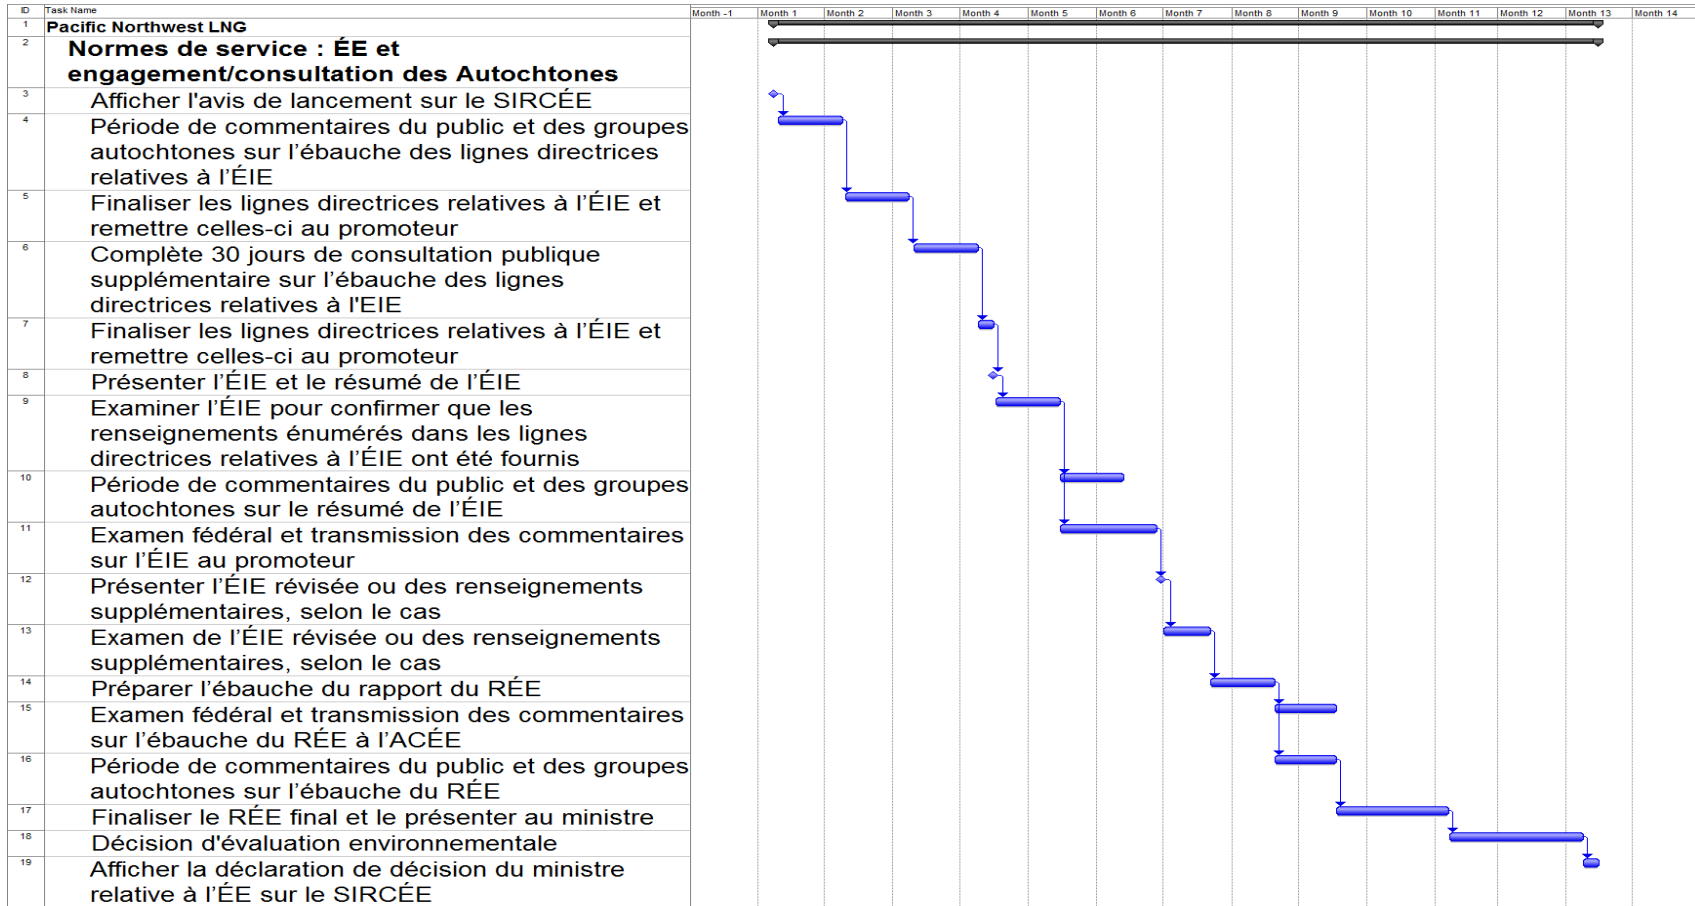 ID Task Name Month -1 Month 1 Month 2 Month 3 Month 4 Month 5 Month 6 Month 7 Month 8 Month 9 Month 10 Month 11 Month 12 Month 13 Month 14
1 Pacific Northwest LNG
2 Normes de service : ÉE et
engagement/consultation des Autochtones
3 Afficher l'avis de lancement sur le SIRCÉE
4 Période de commentaires du public et des groupes
autochtones sur l’ébauche des lignes directrices
relatives à l’ÉIE
5 Finaliser les lignes directrices relatives à l’ÉIE et
remettre celles-ci au promoteur
6 Complète 30 jours de consultation publique
supplémentaire sur l’ébauche des lignes
directrices relatives à l'EIE
7 Finaliser les lignes directrices relatives à l’ÉIE et
remettre celles-ci au promoteur
8 Présenter l’ÉIE et le résumé de l’ÉIE
9 Examiner l’ÉIE pour confirmer que les
renseignements énumérés dans les lignes
directrices relatives à l’ÉIE ont été fournis
10 Période de commentaires du public et des groupes
autochtones sur le résumé de l’ÉIE
11 Examen fédéral et transmission des commentaires
sur l’ÉIE au promoteur
12 Présenter l’ÉIE révisée ou des renseignements
supplémentaires, selon le cas
13 Examen de l’ÉIE révisée ou des renseignements
supplémentaires, selon le cas
14 Préparer l’ébauche du rapport du RÉE
15 Examen fédéral et transmission des commentaires
sur l’ébauche du RÉE à l’ACÉE
16 Période de commentaires du public et des groupes
autochtones sur l’ébauche du RÉE
17 Finaliser le RÉE final et le présenter au ministre
18 Décision d'évaluation environnementale
19 Afficher la déclaration de décision du ministre
relative à l’ÉE sur le SIRCÉE